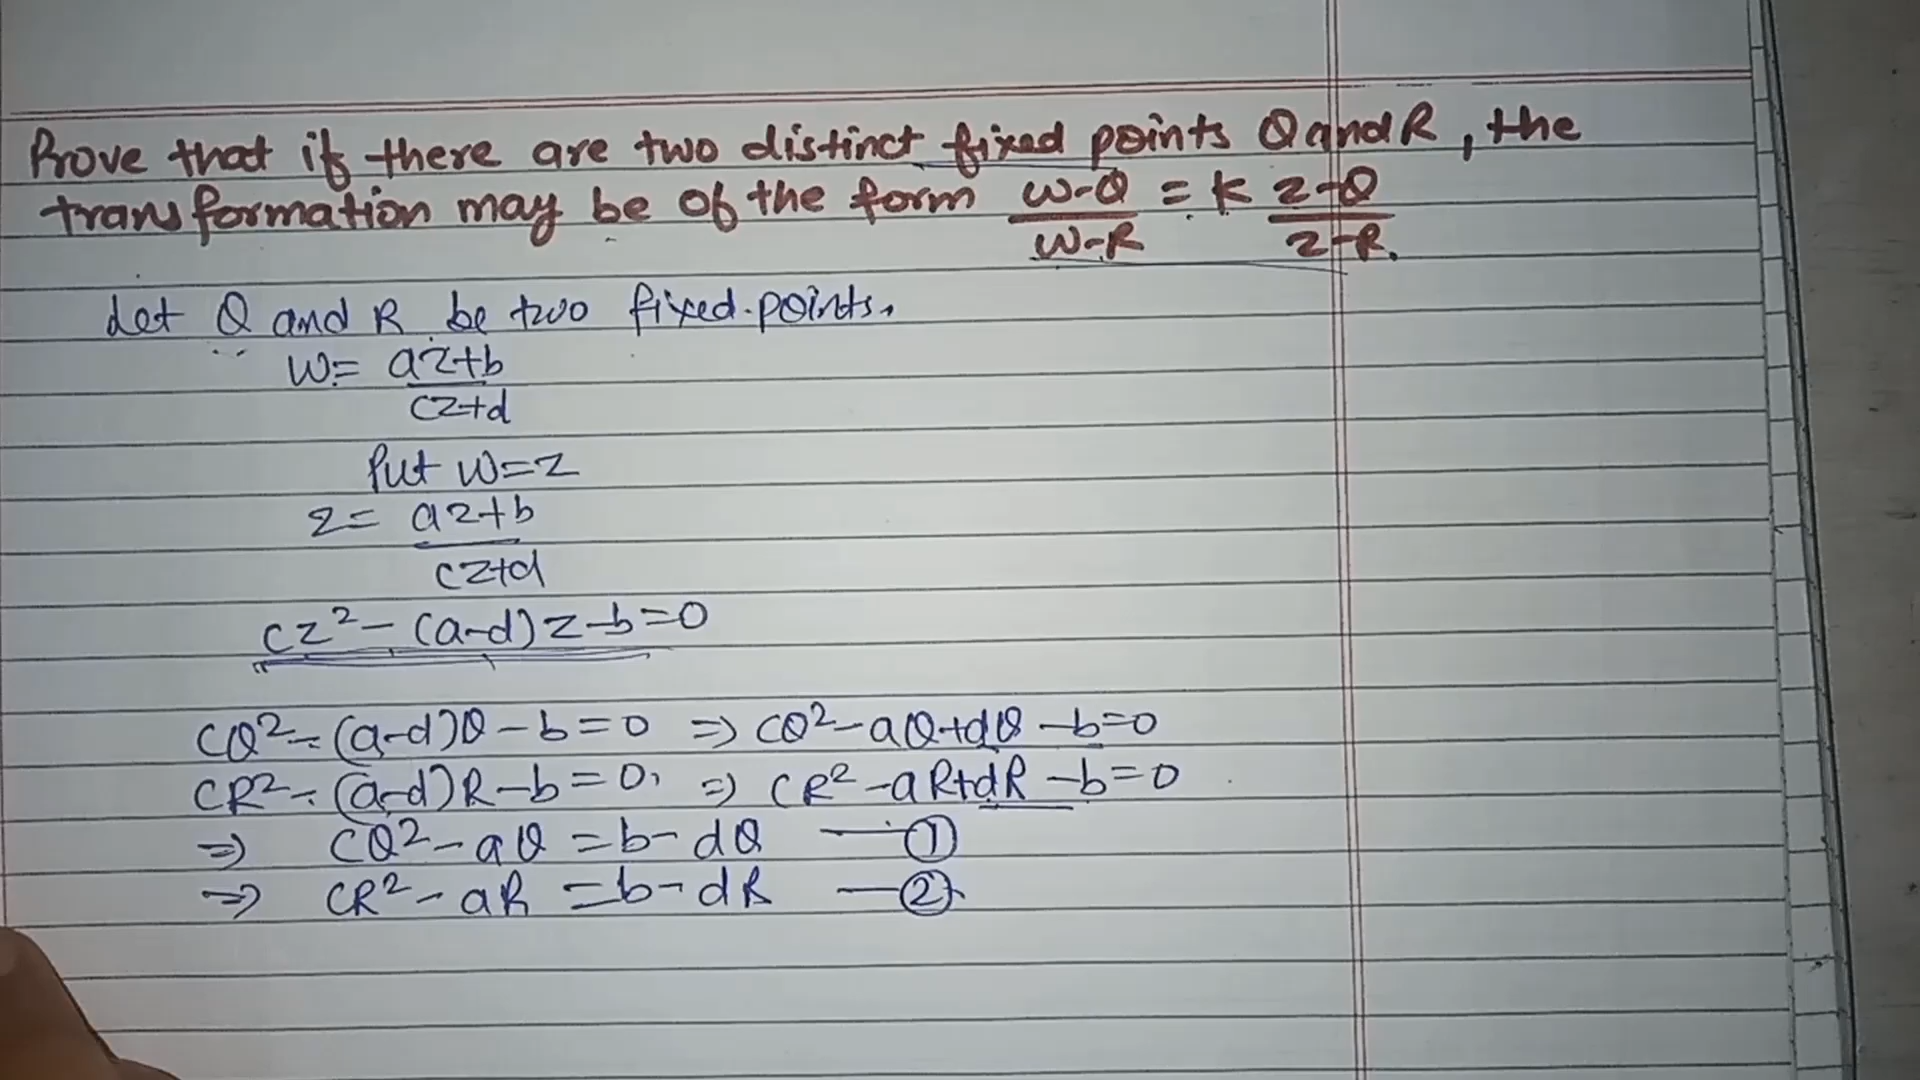 Prove that if there are two distinct fixed points Q and R, the
transformation may be of the form w-Q/w-R = k z-Q/z-R.
Let Q and R be two fixed points.
w = az+b/cz+d
Put w=z
z = az+b/cz+d
cz² - (a-d)z - b = 0
CQ² - (a-d)Q - b = 0 ⇒ CQ² - aQ + dQ - b = 0
CR² - (a-d)R - b = 0, ⇒ CR² - aR + dR - b = 0
⇒ CQ² - aQ = b - dQ — ①
⇒ CR² - aR = b - dR — ②